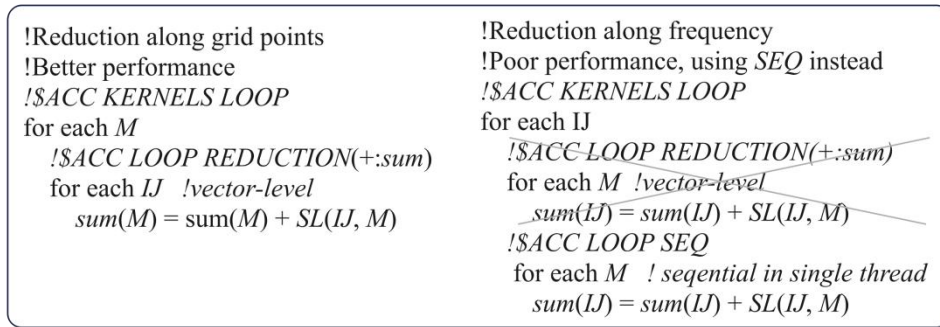 !Reduction along grid points
!Better performance
!$ACC KERNELS LOOP
for each M
!$ACC LOOP REDUCTION(+:sum)
for each IJ !vector-level
sum(M) = sum(M) + SL(IJ, M)
!Reduction along frequency
!Poor performance, using SEQ instead
!$ACC KERNELS LOOP
for each IJ
!$ACC LOOP REDUCTION(+:sum)
for each M !vector-level
sum(IJ) = sum(IJ) + SL(IJ, M)
!$ACC LOOP SEQ
for each M ! seqential in single thread
sum(IJ) = sum(IJ) + SL(IJ, M)